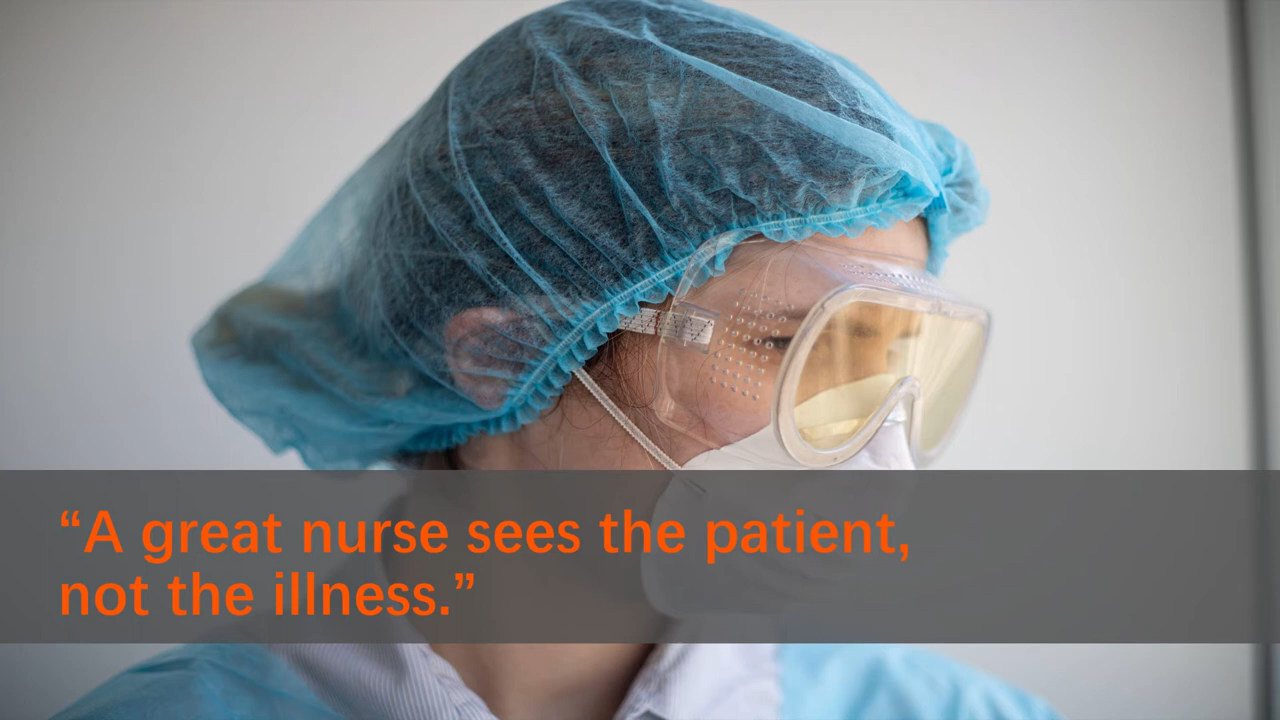 “A great nurse sees the patient,
not the illness.”